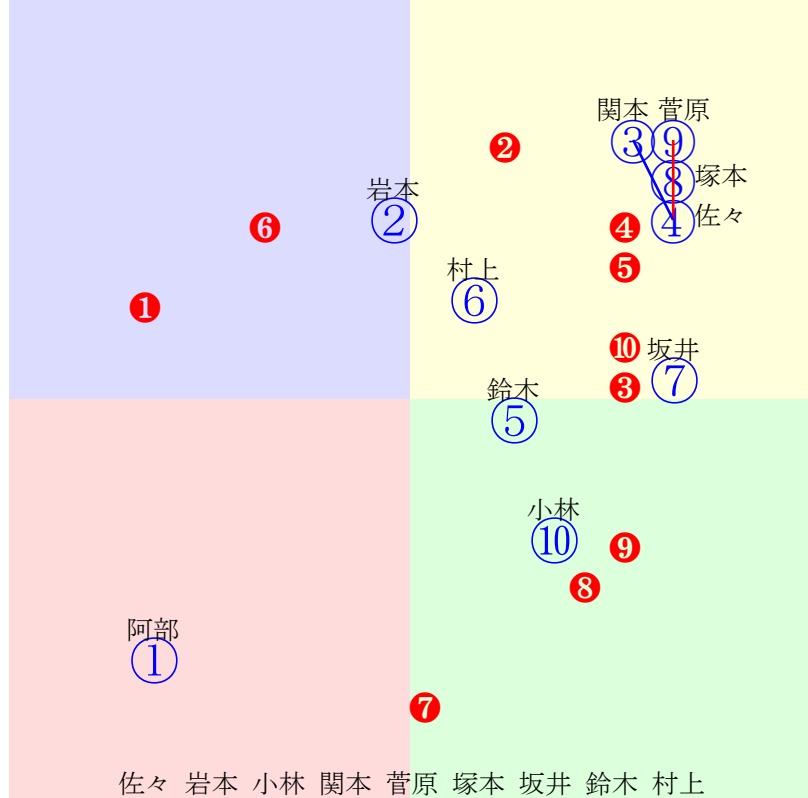 関本 菅原
③ ⑨
❷
⑧ 塚本
岩本
② ④ 佐々
❻ ❹
❺
村上
⑥
❶
❿ 坂井
⑦
❸
鈴木
⑤
小林
⑩ ❾
❽
阿部
①
❼
佐々 岩本 小林 関本 菅原 塚本 坂井 鈴木 村上